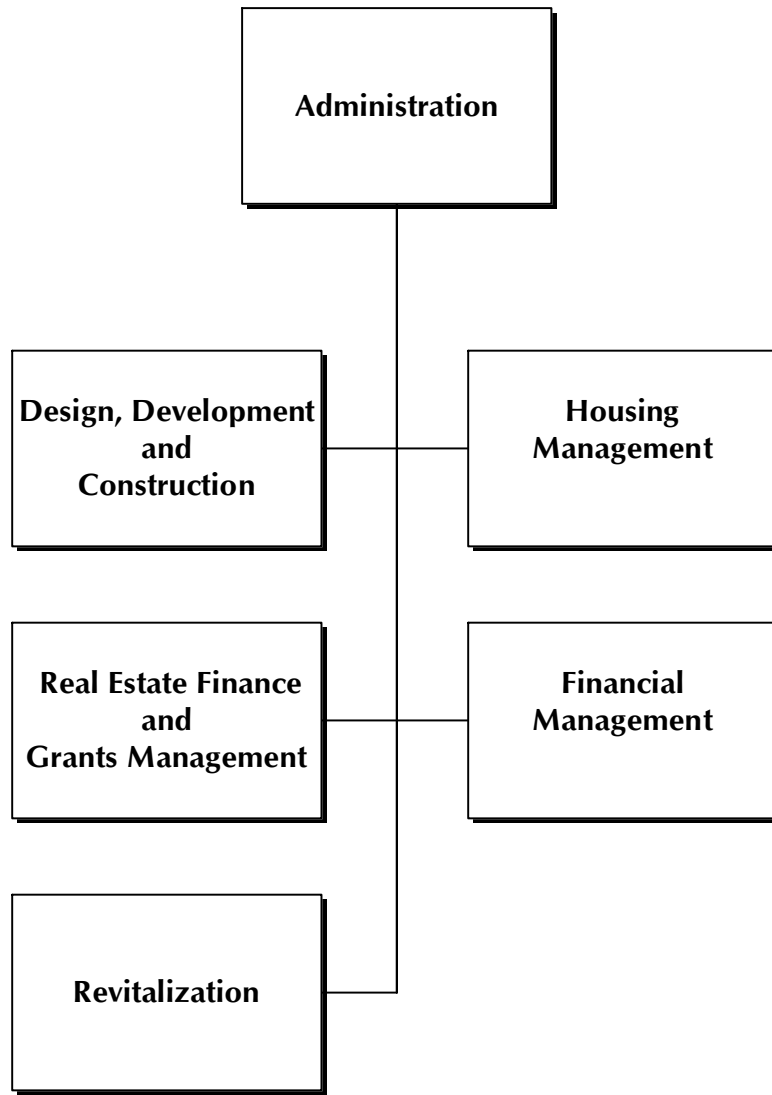 Administration
Design, Development
and
Construction
Housing
Management
Real Estate Finance
and
Grants Management
Financial
Management
Revitalization